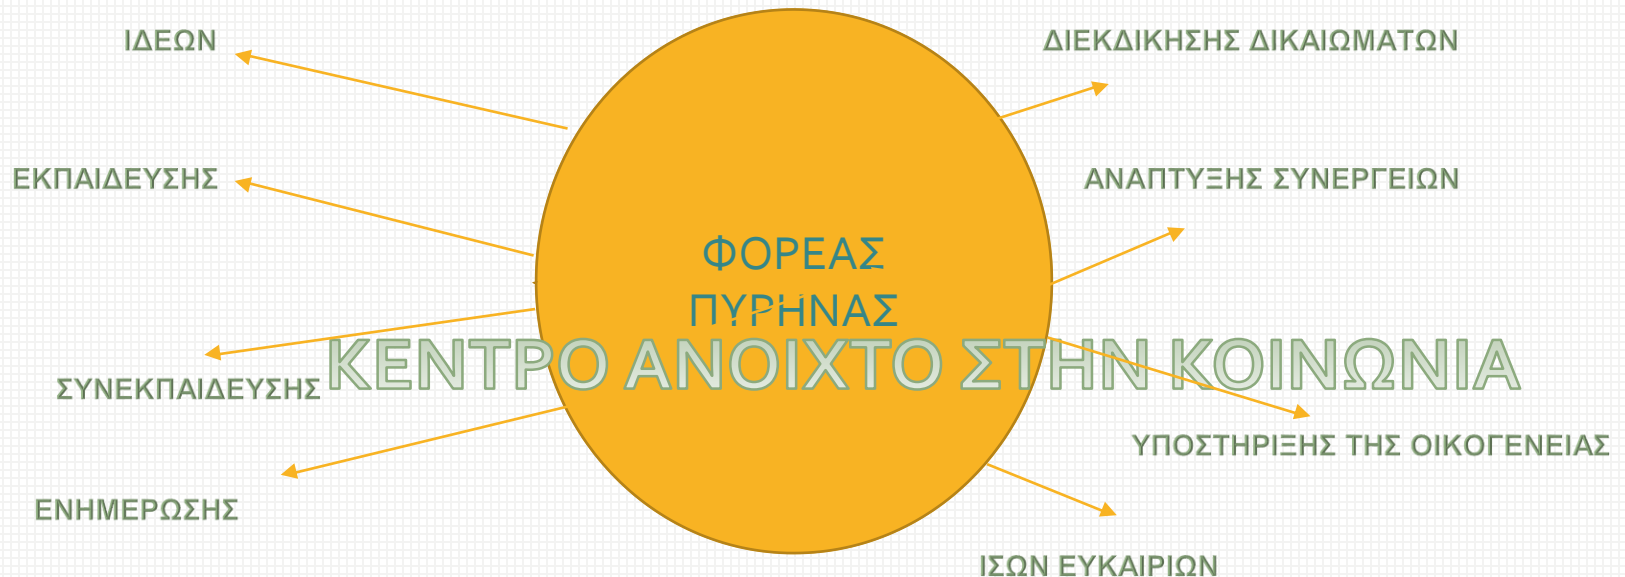 ΙΔΕΩΝ
ΔΙΕΚΔΙΚΗΣΗΣ ΔΙΚΑΙΩΜΑΤΩΝ
ΕΚΠΑΙΔΕΥΣΗΣ
ΑΝΑΠΤΥΞΗΣ ΣΥΝΕΡΓΕΙΩΝ
ΦΟΡΕΑΣ
ΠΥΡΗΝΑΣ
ΚΕΝΤΡΟ ΑΝΟΙΧΤΟ ΣΤΗΝ ΚΟΙΝΩΝΙΑ
ΣΥΝΕΚΠΑΙΔΕΥΣΗΣ
ΥΠΟΣΤΗΡΙΞΗΣ ΤΗΣ ΟΙΚΟΓΕΝΕΙΑΣ
ΕΝΗΜΕΡΩΣΗΣ
ΙΣΩΝ ΕΥΚΑΙΡΙΩΝ